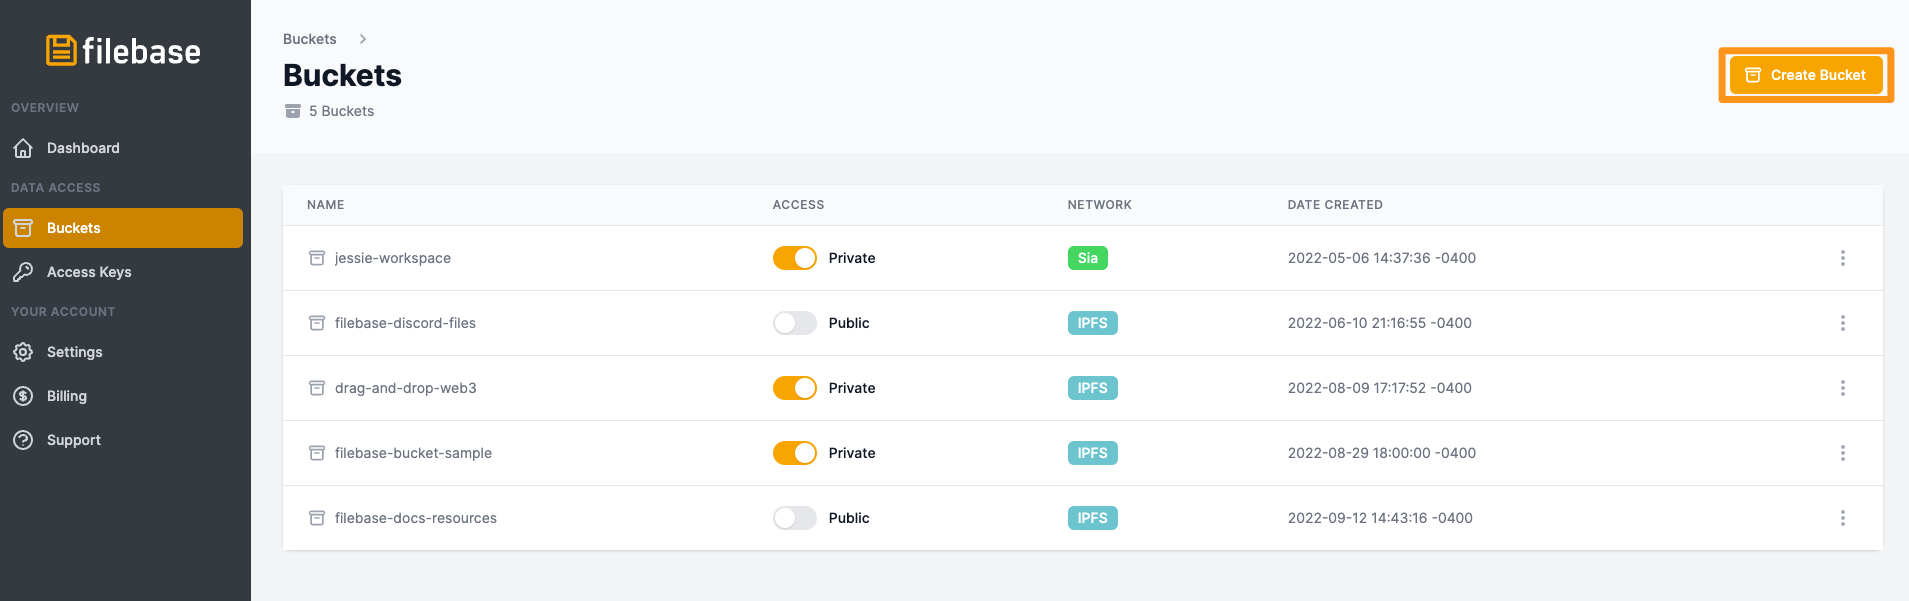 filebase
OVERVIEW
Dashboard
DATA ACCESS
Buckets
Access Keys
YOUR ACCOUNT
Settings
Billing
Support
Buckets
Buckets
5 Buckets
Create Bucket
NAME ACCESS NETWORK DATE CREATED
jessie-workspace Private Sia 2022-05-06 14:37:36 -0400
filebase-discord-files Public IPFS 2022-06-10 21:16:55 -0400
drag-and-drop-web3 Private IPFS 2022-08-09 17:17:52 -0400
filebase-bucket-sample Private IPFS 2022-08-29 18:00:00 -0400
filebase-docs-resources Public IPFS 2022-09-12 14:43:16 -0400